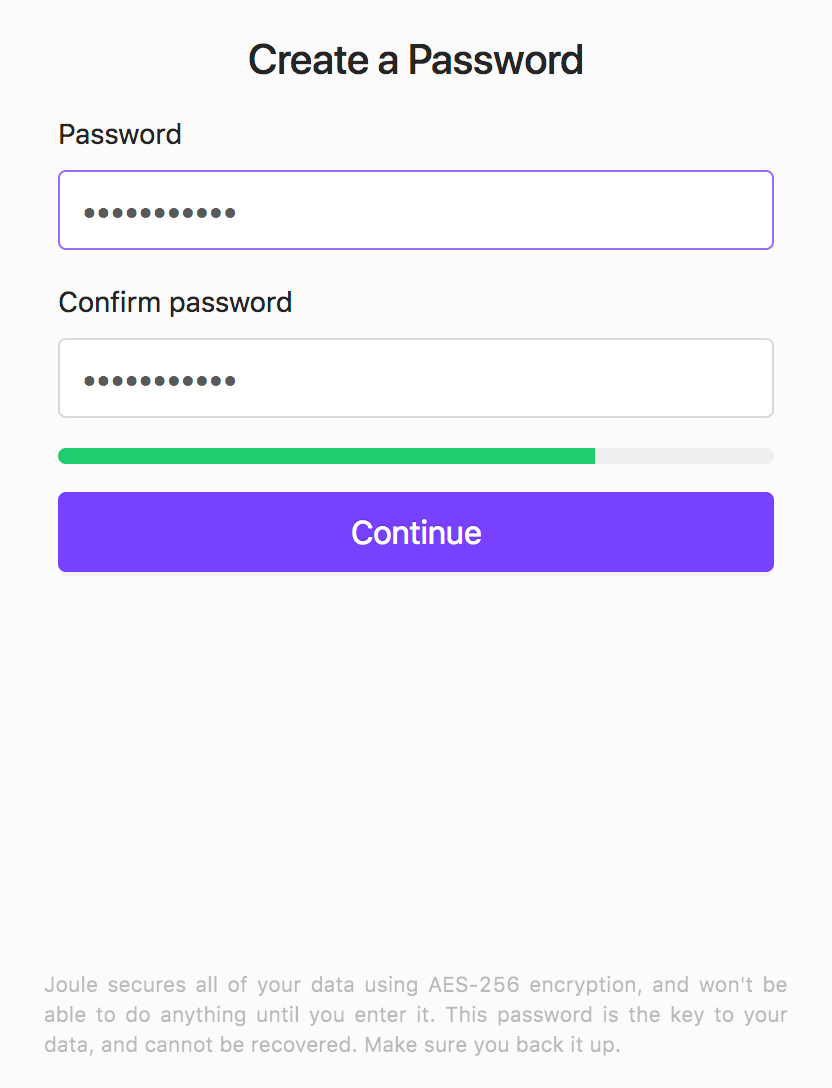 Create a Password
Password
•••••••••••
Confirm password
•••••••••••
Continue
Joule secures all of your data using AES-256 encryption, and won't be
able to do anything until you enter it. This password is the key to your
data, and cannot be recovered. Make sure you back it up.